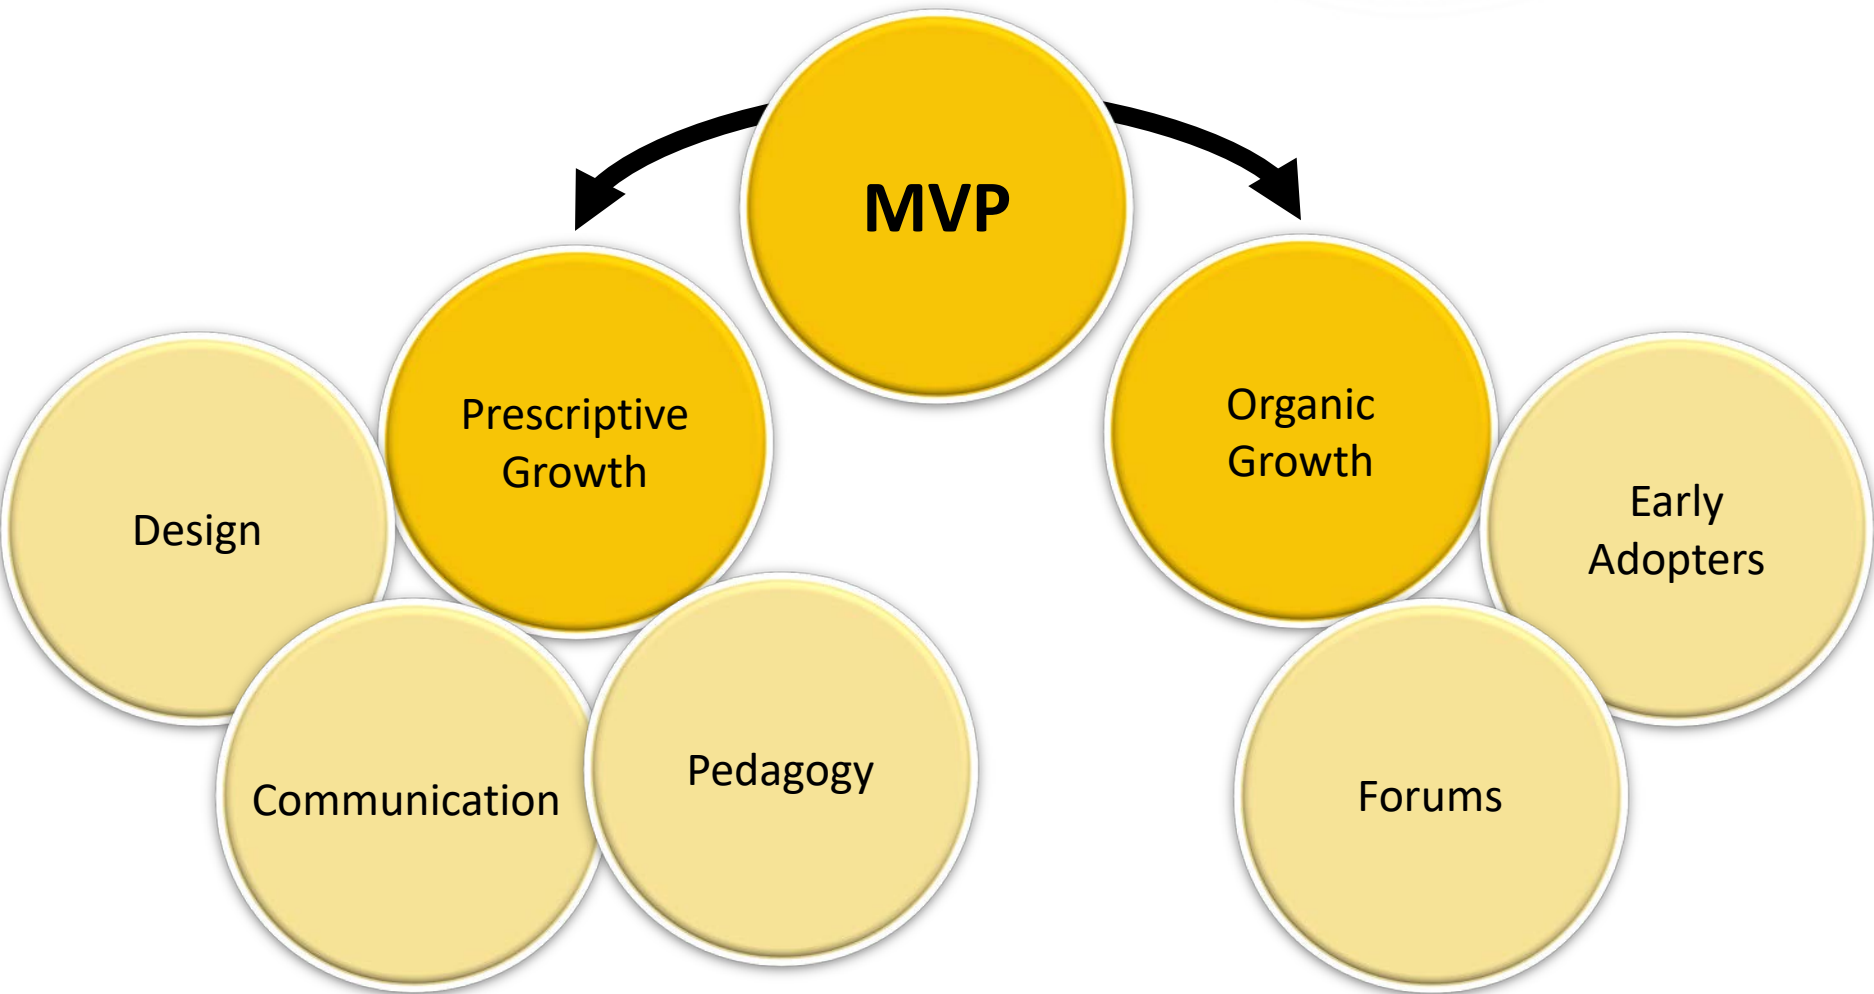 MVP
Prescriptive
Growth
Organic
Growth
Design
Early
Adopters
Communication
Pedagogy
Forums